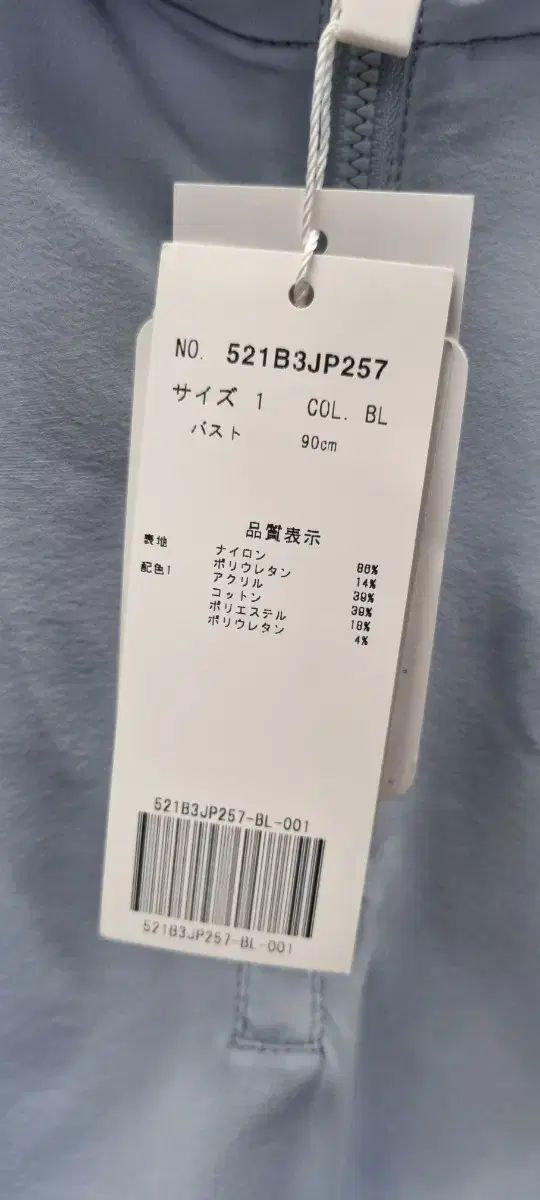 NO. 521B3JP257
サイズ 1 COL. BL
バスト 90cm
品質表示
表地 ナイロン 86%
ポリウレタン 14%
配色1 アクリル 39%
コットン 39%
ポリエステル 18%
ポリウレタン 4%
521B3JP257-BL-001
521B3JP257-BL-001